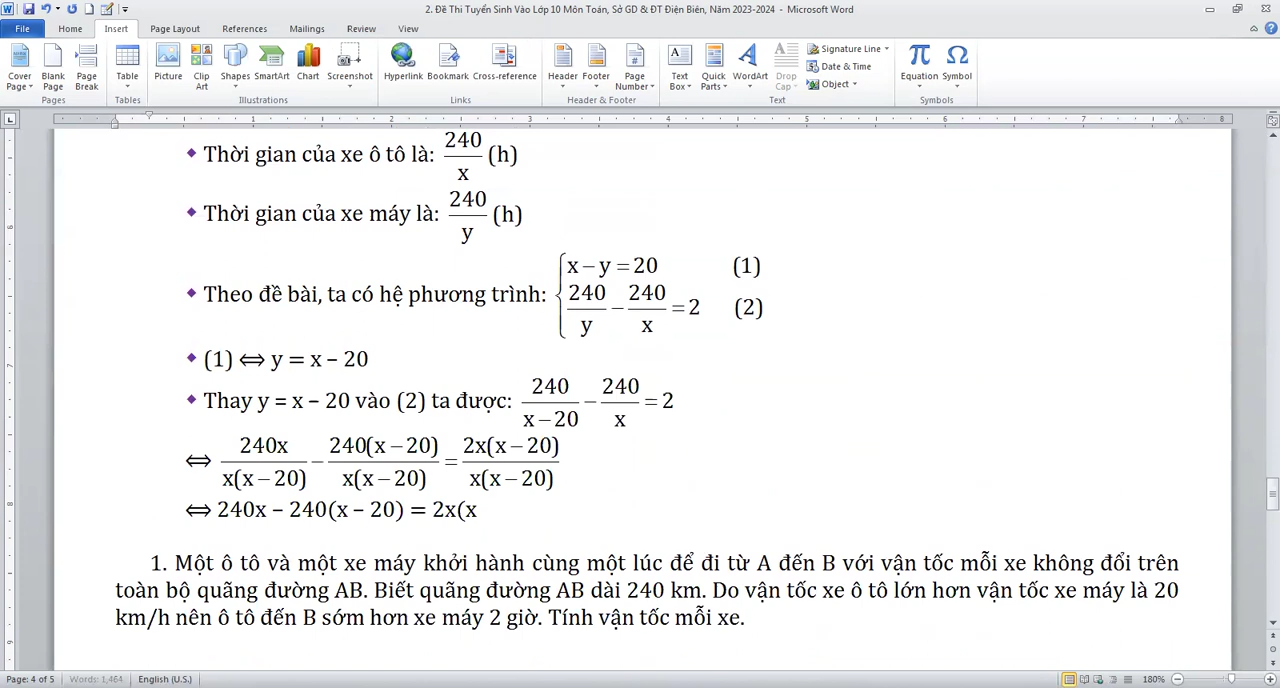 2. Đề Thi Tuyển Sinh Vào Lớp 10 Môn Toán, Sở GD & ĐT Điện Biên, Năm 2023-2024 - Microsoft Word
File Home Insert Page Layout References Mailings Review View
Cover Page Blank Page Page Break Table Picture Clip Art Shapes SmartArt Chart Screenshot Hyperlink Bookmark Cross-reference Header Footer Page Number Text Box Quick Parts WordArt Drop Cap Signature Line Date & Time Object Equation Symbol
Pages Tables Illustrations Links Header & Footer Text Symbols
1 2 3 4 5 6 7 8
◆ Thời gian của xe ô tô là: 240/x (h)
◆ Thời gian của xe máy là: 240/y (h)
◆ Theo đề bài, ta có hệ phương trình: { x − y = 20 (1)
240/y − 240/x = 2 (2)
◆ (1) ⟺ y = x − 20
◆ Thay y = x − 20 vào (2) ta được: 240/(x − 20) − 240/x = 2
⟺ 240x/x(x − 20) − 240(x − 20)/x(x − 20) = 2x(x − 20)/x(x − 20)
⟺ 240x − 240(x − 20) = 2x(x
1. Một ô tô và một xe máy khởi hành cùng một lúc để đi từ A đến B với vận tốc mỗi xe không đổi trên
toàn bộ quãng đường AB. Biết quãng đường AB dài 240 km. Do vận tốc xe ô tô lớn hơn vận tốc xe máy là 20
km/h nên ô tô đến B sớm hơn xe máy 2 giờ. Tính vận tốc mỗi xe.
Page: 4 of 5 Words: 1,464 English (U.S.) 180%